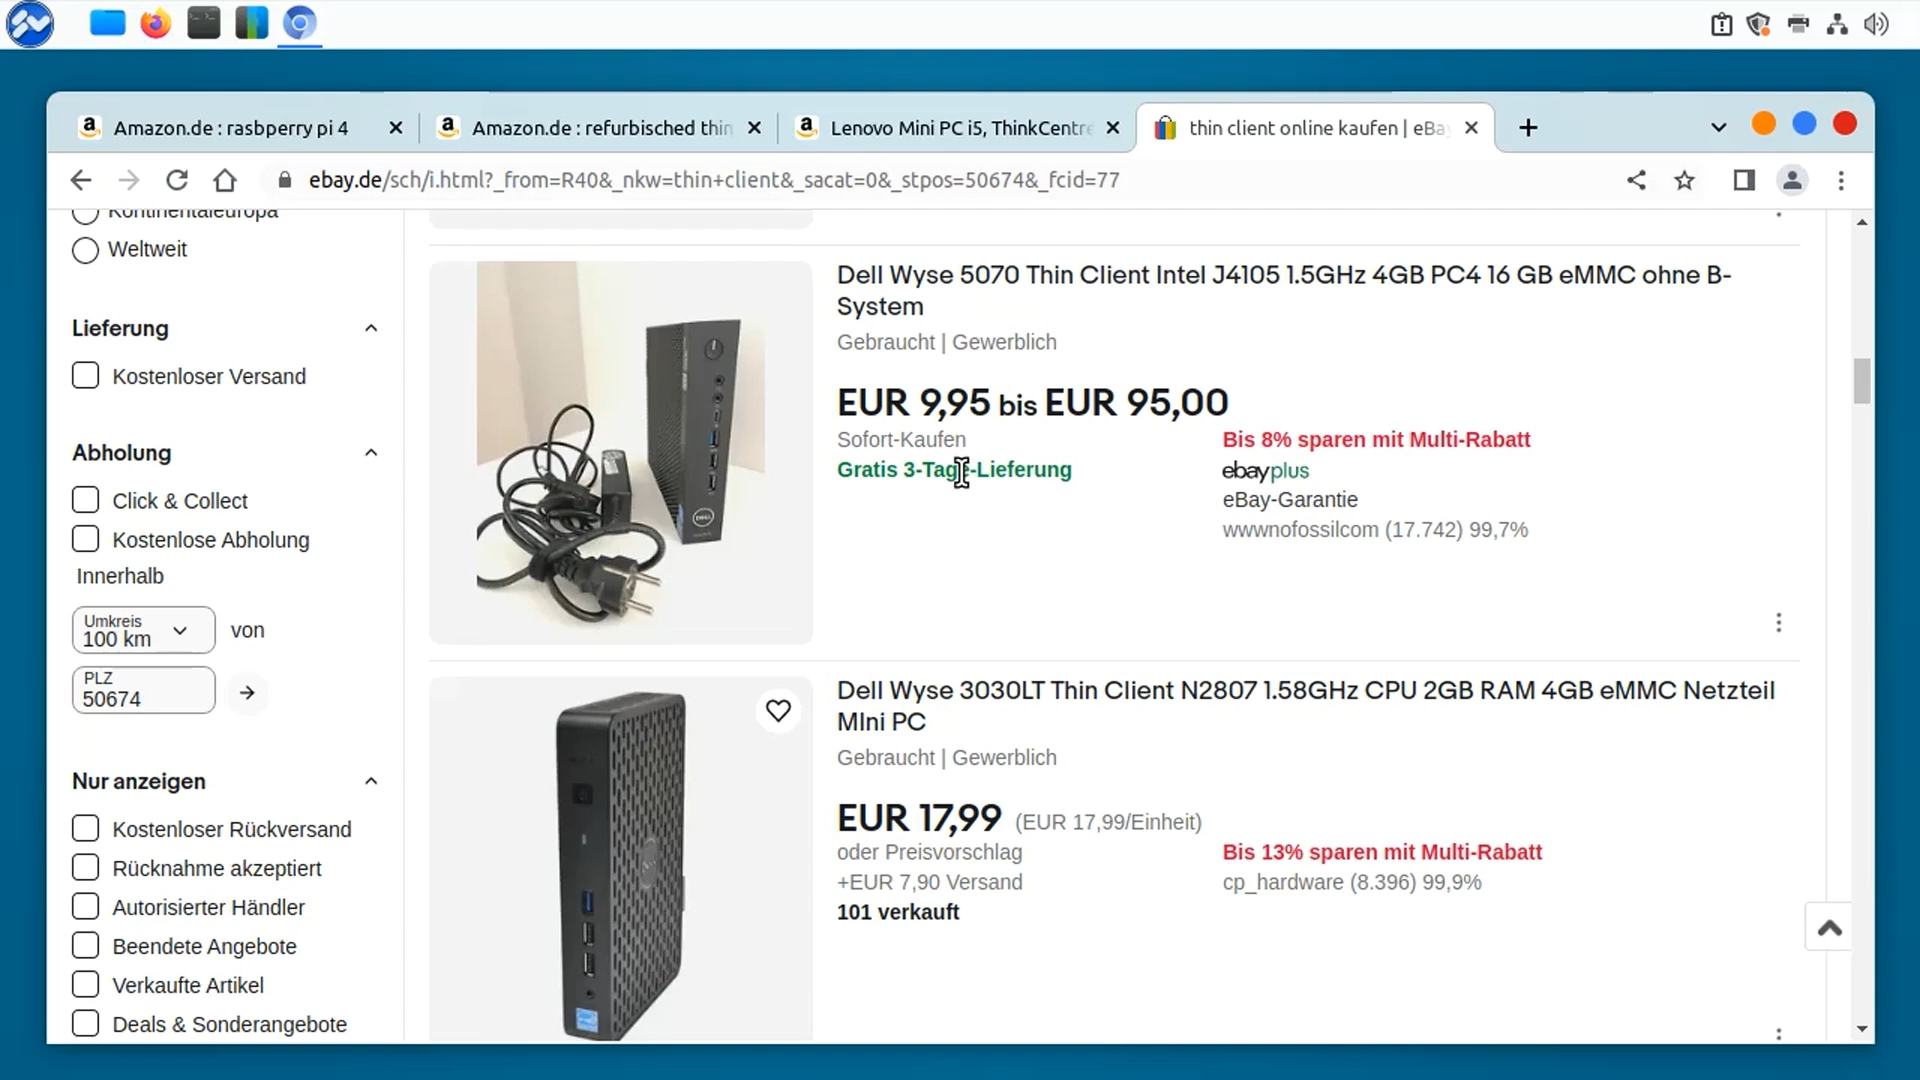 Amazon.de : rasbperry pi 4
Amazon.de : refurbisched thin
Lenovo Mini PC i5, ThinkCentre
thin client online kaufen | eBay
ebay.de/sch/i.html?_from=R40&_nkw=thin+client&_sacat=0&_stpos=50674&_fcid=77
Kontinentaleuropa
Weltweit
Lieferung
Kostenloser Versand
Abholung
Click & Collect
Kostenlose Abholung
Innerhalb
Umkreis
100 km
von
PLZ
50674
Nur anzeigen
Kostenloser Rückversand
Rücknahme akzeptiert
Autorisierter Händler
Beendete Angebote
Verkaufte Artikel
Deals & Sonderangebote
Dell Wyse 5070 Thin Client Intel J4105 1.5GHz 4GB PC4 16 GB eMMC ohne B-
System
Gebraucht | Gewerblich
EUR 9,95 bis EUR 95,00
Sofort-Kaufen
Gratis 3-Tage-Lieferung
Bis 8% sparen mit Multi-Rabatt
ebayplus
eBay-Garantie
wwwnofossilcom (17.742) 99,7%
Dell Wyse 3030LT Thin Client N2807 1.58GHz CPU 2GB RAM 4GB eMMC Netzteil
MIni PC
Gebraucht | Gewerblich
EUR 17,99 (EUR 17,99/Einheit)
oder Preisvorschlag
+EUR 7,90 Versand
101 verkauft
Bis 13% sparen mit Multi-Rabatt
cp_hardware (8.396) 99,9%